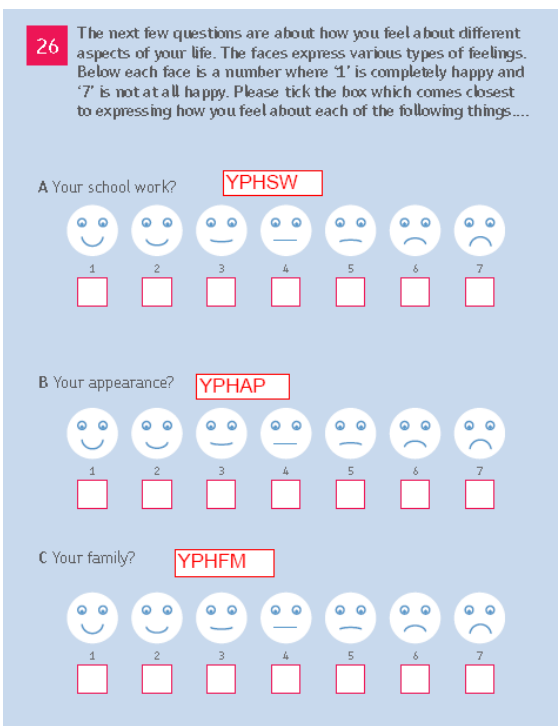 26
The next few questions are about how you feel about different
aspects of your life. The faces express various types of feelings.
Below each face is a number where ‘1’ is completely happy and
‘7’ is not at all happy. Please tick the box which comes closest
to expressing how you feel about each of the following things....
A Your school work? YPHSW
1 2 3 4 5 6 7
B Your appearance? YPHAP
1 2 3 4 5 6 7
C Your family? YPHFM
1 2 3 4 5 6 7